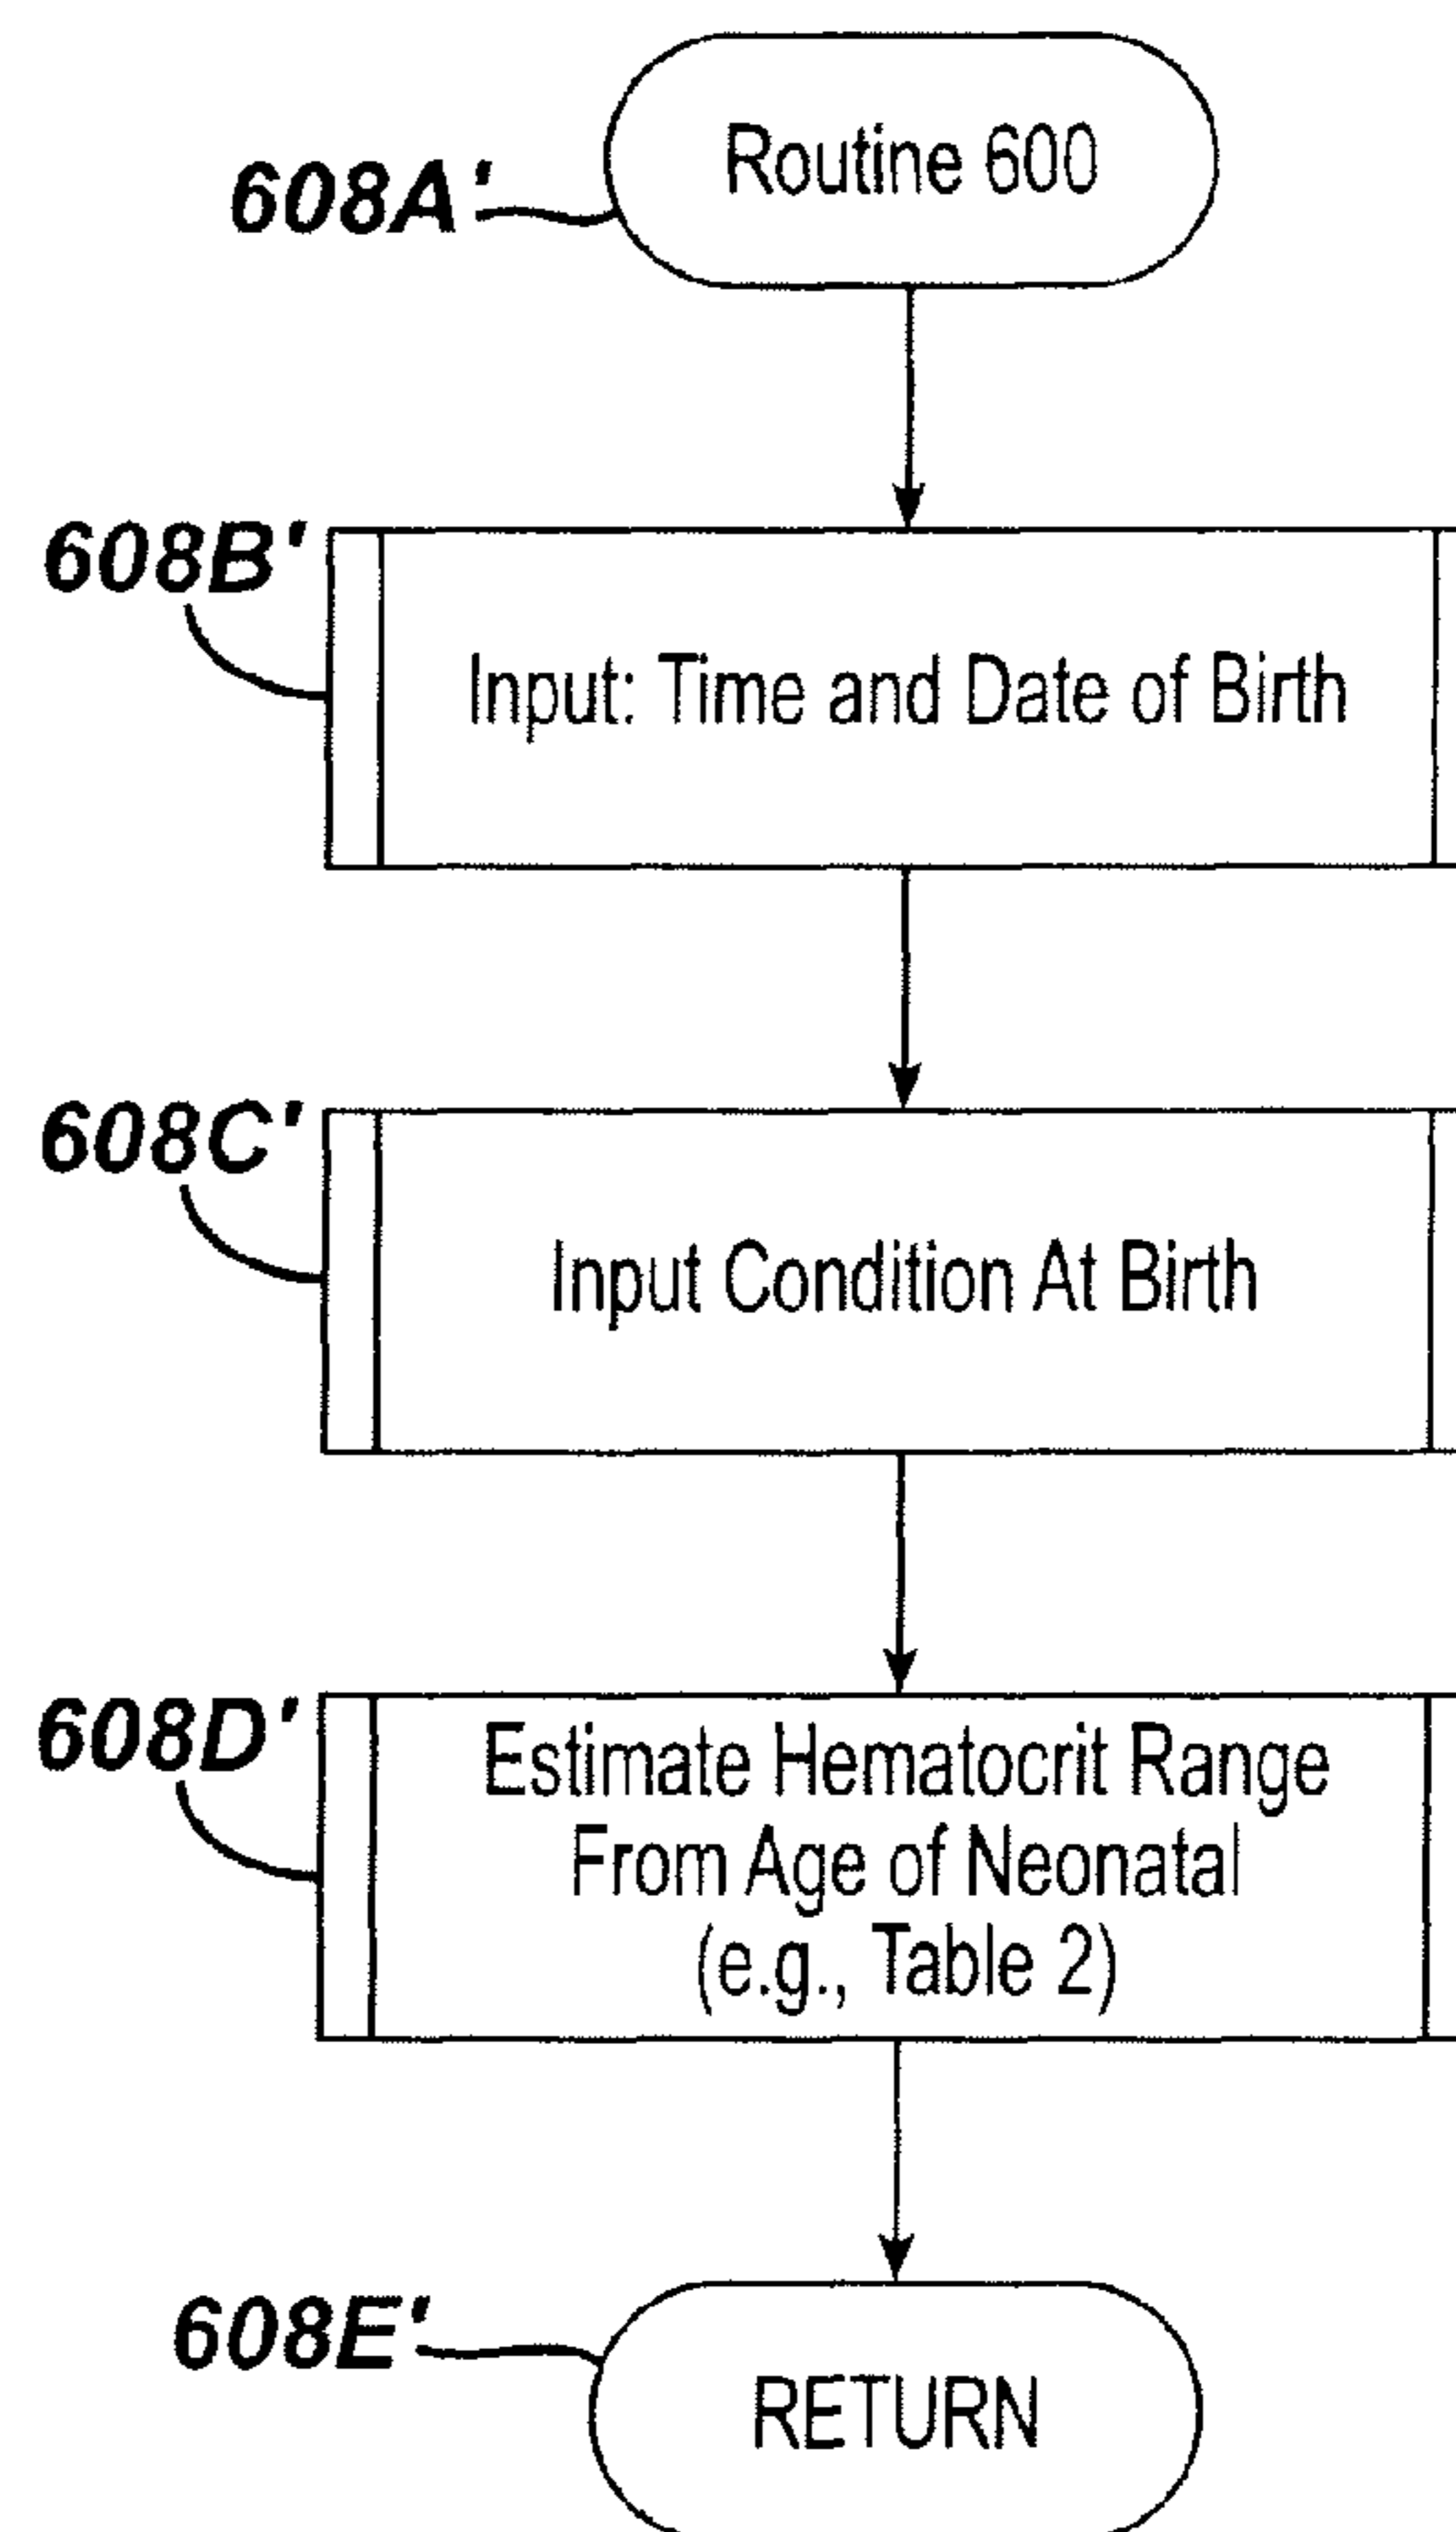 608A'
Routine 600
608B'
Input: Time and Date of Birth
608C'
Input Condition At Birth
608D'
Estimate Hematocrit Range
From Age of Neonatal
(e.g., Table 2)
608E'
RETURN